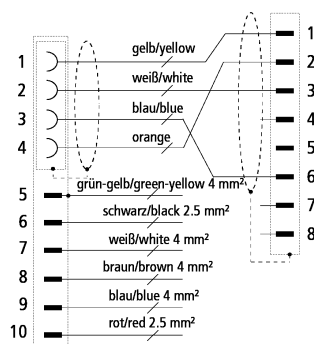 gelb/yellow
1
1
weiß/white
2
2
blau/blue
3
3
orange
4
4
5
grün-gelb/green-yellow 4 mm²
5
6
schwarz/black 2.5 mm²
6
7
weiß/white 4 mm²
7
8
braun/brown 4 mm²
8
blau/blue 4 mm²
9
rot/red 2.5 mm²
10